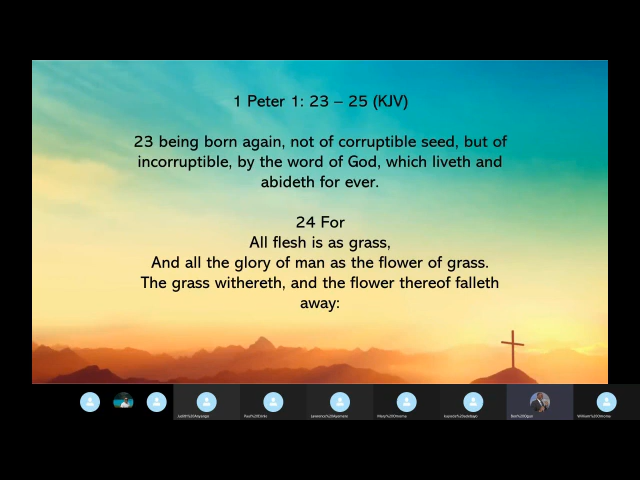 1 Peter 1: 23 – 25 (KJV)
23 being born again, not of corruptible seed, but of
incorruptible, by the word of God, which liveth and
abideth for ever.
24 For
All flesh is as grass,
And all the glory of man as the flower of grass.
The grass withereth, and the flower thereof falleth
away: